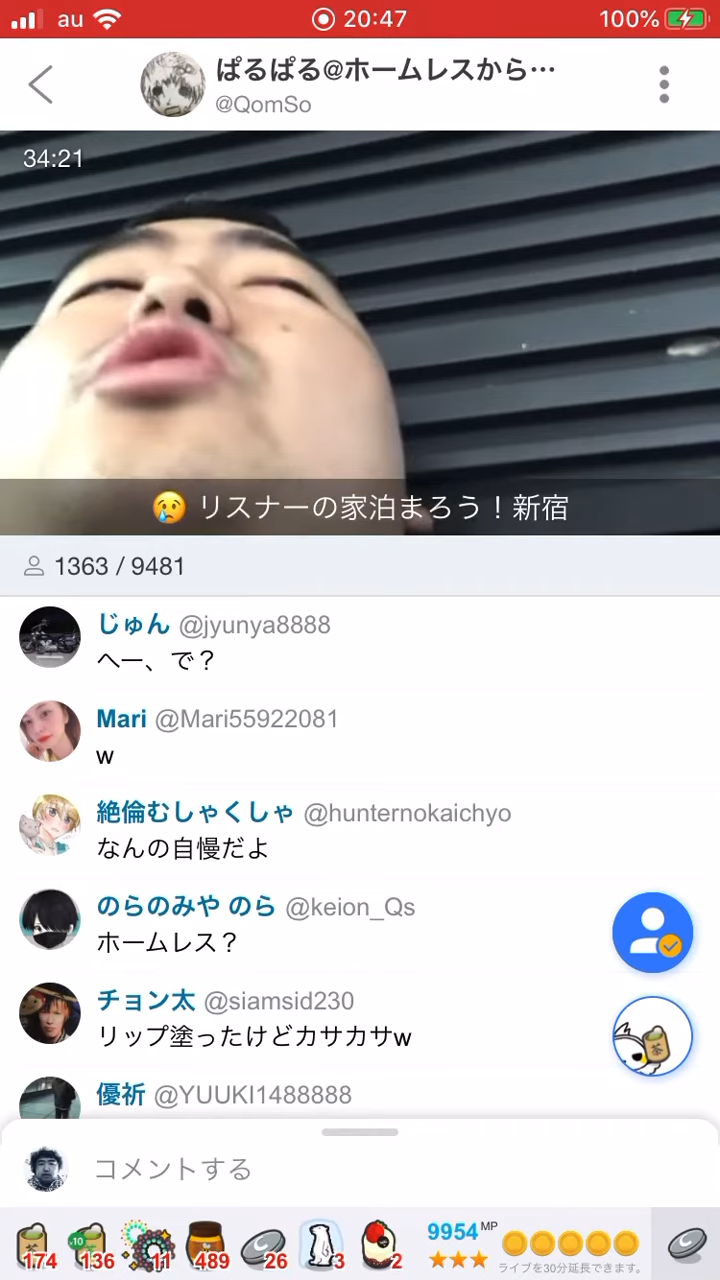 au 20:47 100%
ぱるぱる@ホームレスから…
@QomSo
34:21
😢 リスナーの家泊まろう！新宿
1363 / 9481
じゅん @jyunya8888
へー、で？
Mari @Mari55922081
w
絶倫むしゃくしゃ @hunternokaichyo
なんの自慢だよ
のらのみや のら @keion_Qs
ホームレス？
チョン太 @siamsid230
リップ塗ったけどカサカサw
茶
優祈 @YUUKI1488888
コメントする
174 136 11 489 26 3 2
+10
9954 MP
ライブを30分延長できます。